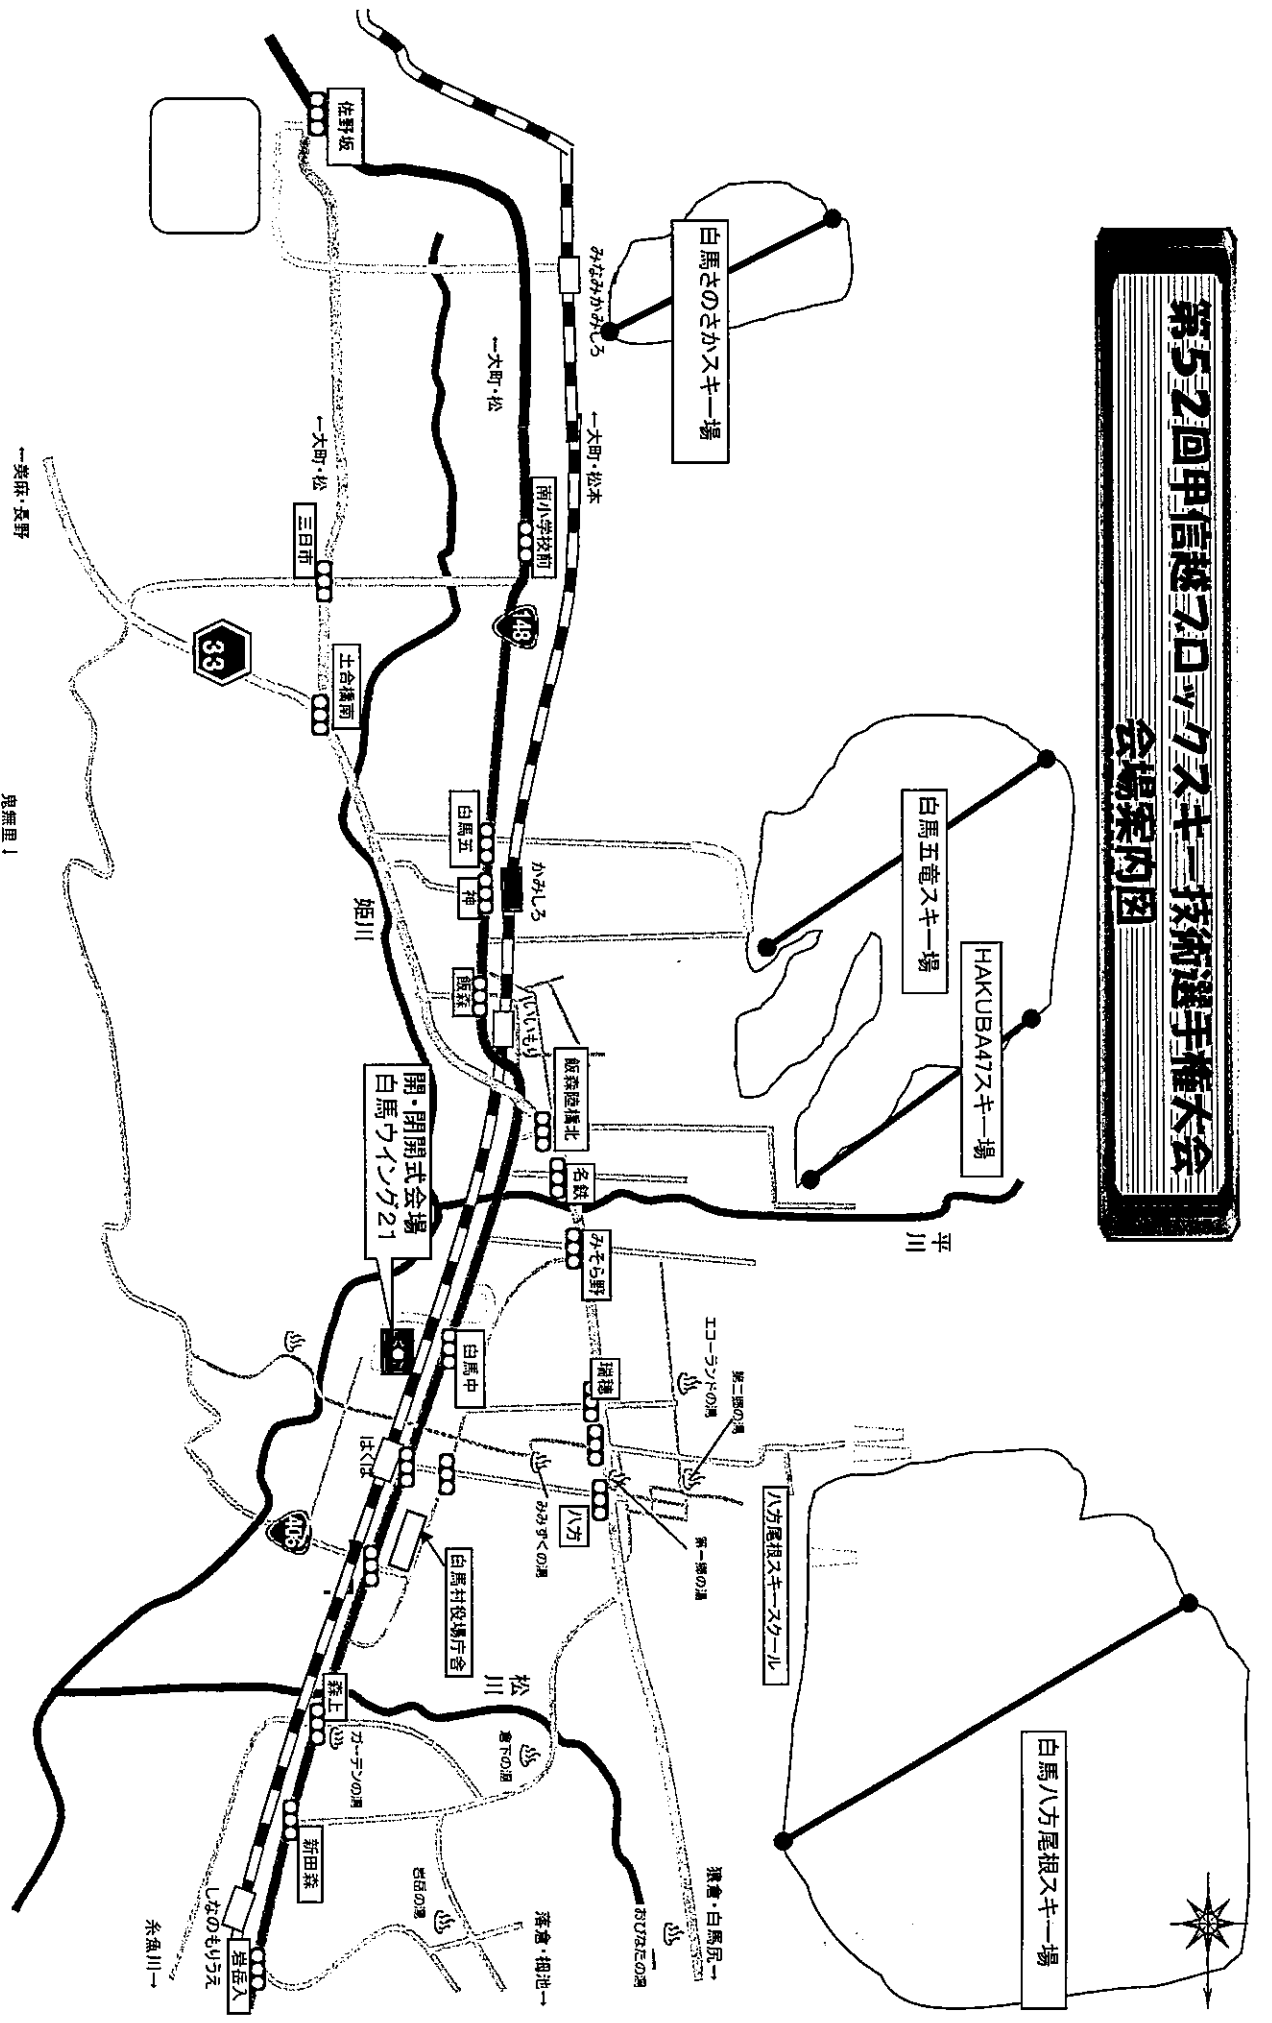 第52回甲信越ブロックスキー技術選手権大会
会場案内図
佐野坂
白馬さのさかスキー場
みなみかみしろ
←大町・松
←大町・松本
←大町・松
←美麻・長野
南小学校前
三日市
148
33
土合橋南
白馬五竜スキー場
HAKUBA47スキー場
白馬五
神
かみしろ
姫川
飯森
いいもり
飯森陸橋北
鬼無里↓
開・閉開式会場
白馬ウイング21
名鉄
平川
みそら野
白馬中
瑞穂
エコーランドの湯
第二郷の湯
はくば
八方
みみずくの湯
第一郷の湯
八方尾根スキースクール
406
白馬村役場庁舎
松川
白馬八方尾根スキー場
森上
ガーデンの湯
倉下の湯
新田森
岩岳の湯
猿倉・白馬尻→
おびなたの湯
落倉・栂池→
しなのもりうえ
糸魚川→
岩岳入